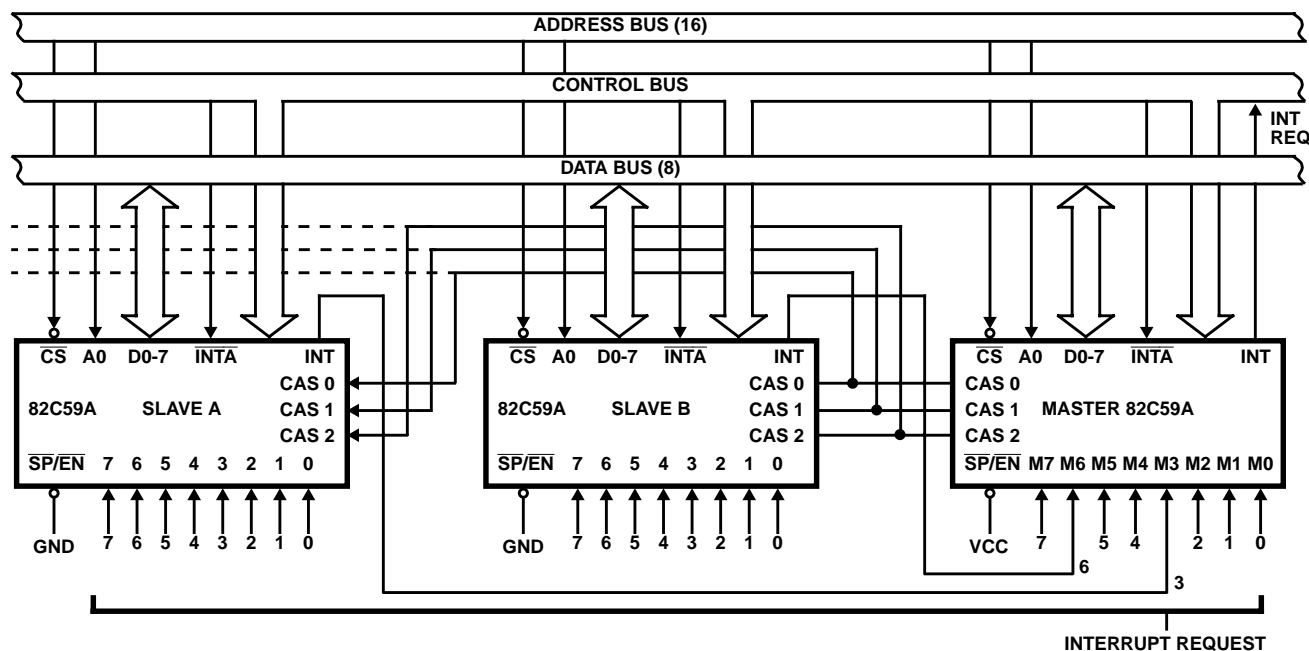 ADDRESS BUS (16)
CONTROL BUS
INT
REQ
DATA BUS (8)
CS A0 D0-7 INTA INT
CAS 0
82C59A SLAVE A CAS 1
CAS 2
SP/EN 7 6 5 4 3 2 1 0
GND 7 6 5 4 3 2 1 0
CS A0 D0-7 INTA INT
CAS 0
82C59A SLAVE B CAS 1
CAS 2
SP/EN 7 6 5 4 3 2 1 0
GND 7 6 5 4 3 2 1 0
CS A0 D0-7 INTA INT
CAS 0
CAS 1 MASTER 82C59A
CAS 2
SP/EN M7 M6 M5 M4 M3 M2 M1 M0
VCC 7 5 4 2 1 0
6
3
INTERRUPT REQUEST